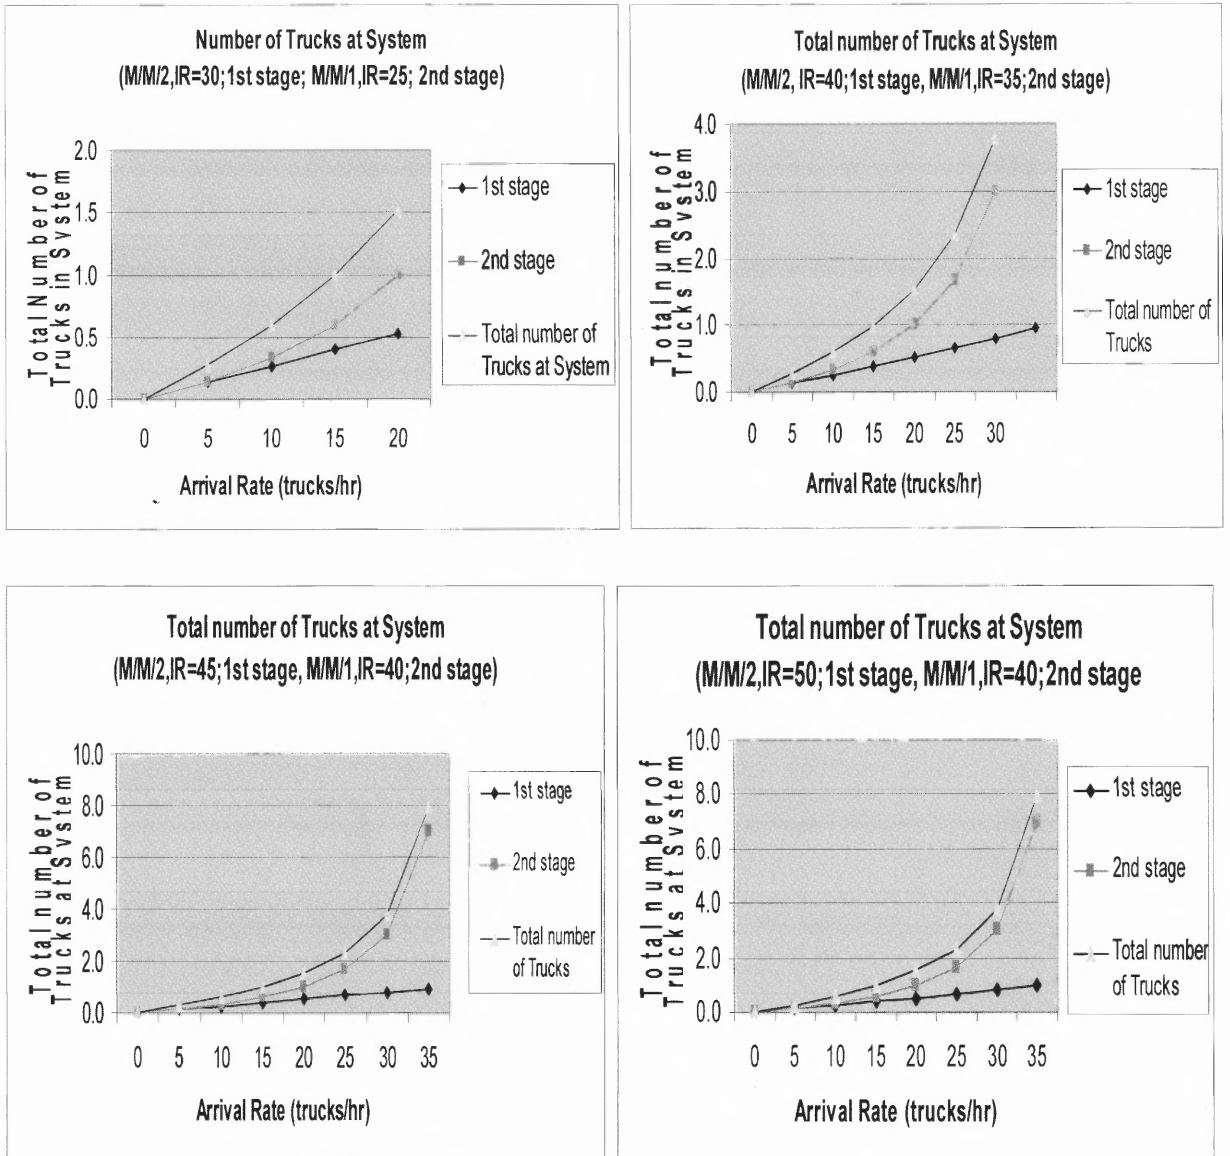 Number of Trucks at System
(M/M/2,IR=30;1st stage; M/M/1,IR=25; 2nd stage)
Total Number of
Trucks in System
2.0
1.5
1.0
0.5
0.0
0 5 10 15 20
Arrival Rate (trucks/hr)
1st stage
2nd stage
Total number of
Trucks at System
Total number of Trucks at System
(M/M/2, IR=40;1st stage, M/M/1,IR=35;2nd stage)
Total number of
Trucks in System
4.0
3.0
2.0
1.0
0.0
0 5 10 15 20 25 30
Arrival Rate (trucks/hr)
1st stage
2nd stage
Total number of
Trucks
Total number of Trucks at System
(M/M/2,IR=45;1st stage, M/M/1,IR=40;2nd stage)
Total number of
Trucks at System
10.0
8.0
6.0
4.0
2.0
0.0
0 5 10 15 20 25 30 35
Arrival Rate (trucks/hr)
1st stage
2nd stage
Total number
of Trucks
Total number of Trucks at System
(M/M/2,IR=50;1st stage, M/M/1,IR=40;2nd stage
Total number of
Trucks at System
10.0
8.0
6.0
4.0
2.0
0.0
0 5 10 15 20 25 30 35
Arrival Rate (trucks/hr)
1st stage
2nd stage
Total number
of Trucks